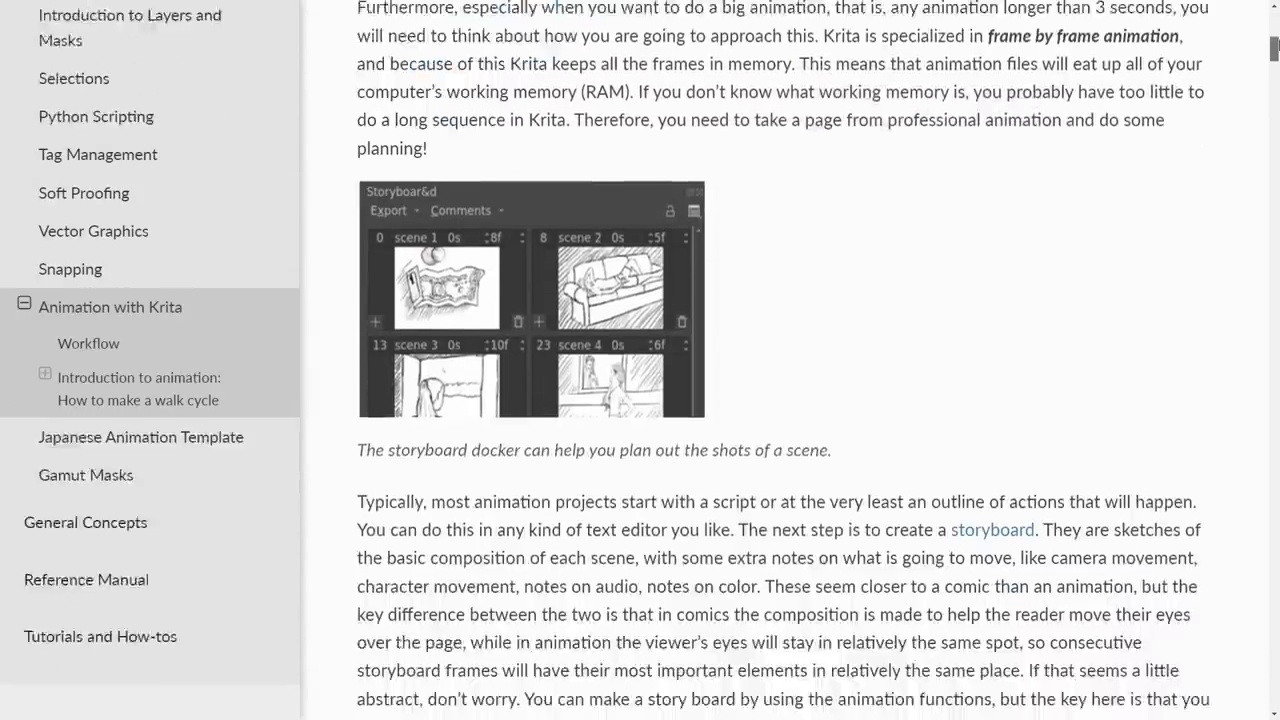 Introduction to Layers and
Masks
Selections
Python Scripting
Tag Management
Soft Proofing
Vector Graphics
Snapping
Animation with Krita
Workflow
Introduction to animation:
How to make a walk cycle
Japanese Animation Template
Gamut Masks
General Concepts
Reference Manual
Tutorials and How-tos
Furthermore, especially when you want to do a big animation, that is, any animation longer than 3 seconds, you
will need to think about how you are going to approach this. Krita is specialized in frame by frame animation,
and because of this Krita keeps all the frames in memory. This means that animation files will eat up all of your
computer’s working memory (RAM). If you don’t know what working memory is, you probably have too little to
do a long sequence in Krita. Therefore, you need to take a page from professional animation and do some
planning!
Storyboar&d
Export Comments
0 scene 1 0s 8f 8 scene 2 0s 5f
13 scene 3 0s 10f 23 scene 4 0s 6f
The storyboard docker can help you plan out the shots of a scene.
Typically, most animation projects start with a script or at the very least an outline of actions that will happen.
You can do this in any kind of text editor you like. The next step is to create a storyboard. They are sketches of
the basic composition of each scene, with some extra notes on what is going to move, like camera movement,
character movement, notes on audio, notes on color. These seem closer to a comic than an animation, but the
key difference between the two is that in comics the composition is made to help the reader move their eyes
over the page, while in animation the viewer’s eyes will stay in relatively the same spot, so consecutive
storyboard frames will have their most important elements in relatively the same place. If that seems a little
abstract, don’t worry. You can make a story board by using the animation functions, but the key here is that you